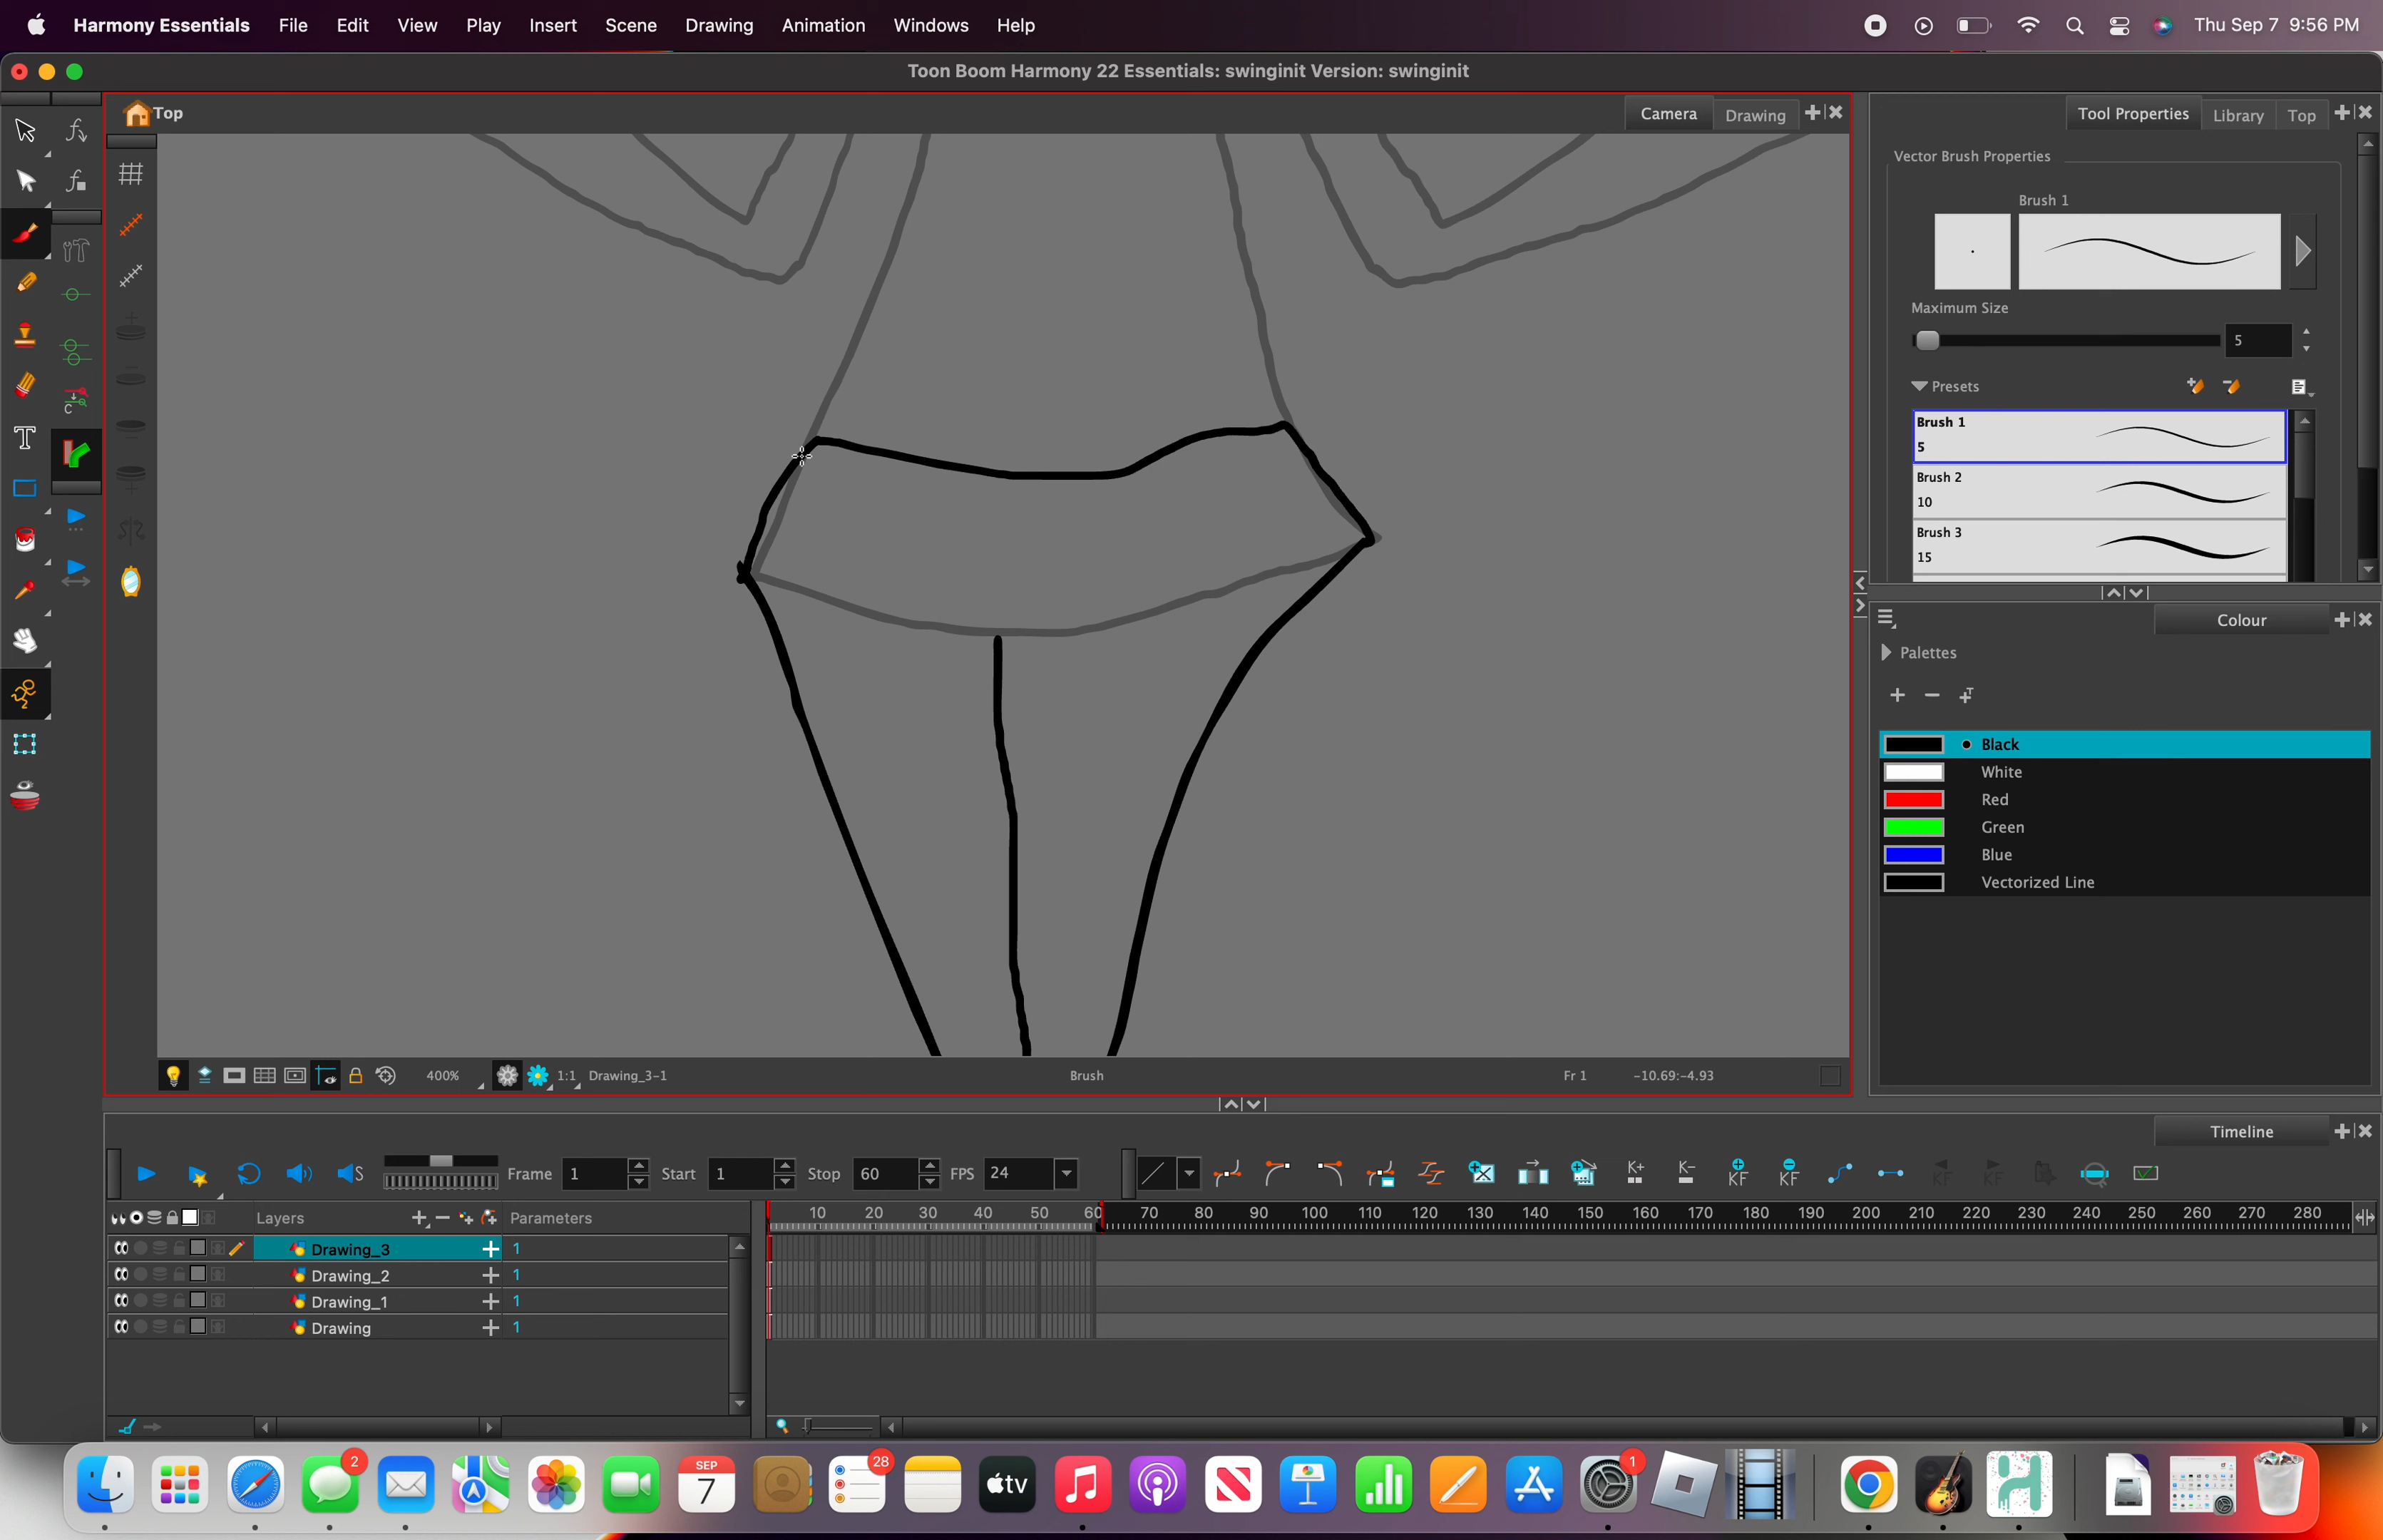 Harmony Essentials File Edit View Play Insert Scene Drawing Animation Windows Help Thu Sep 7 9:56 PM
Toon Boom Harmony 22 Essentials: swinginit Version: swinginit
Top Camera Drawing
Tool Properties Library Top
Vector Brush Properties
Brush 1
Maximum Size
5
Presets
Brush 1
5
Brush 2
10
Brush 3
15
Colour
Palettes
Black
White
Red
Green
Blue
Vectorized Line
400% 1:1 Drawing_3-1 Brush Fr 1 -10.69:-4.93
Timeline
Frame 1 Start 1 Stop 60 FPS 24
Layers Parameters
10 20 30 40 50 60 70 80 90 100 110 120 130 140 150 160 170 180 190 200 210 220 230 240 250 260 270 280
Drawing_3 1
Drawing_2 1
Drawing_1 1
Drawing 1
2
SEP
7
28
tv
1